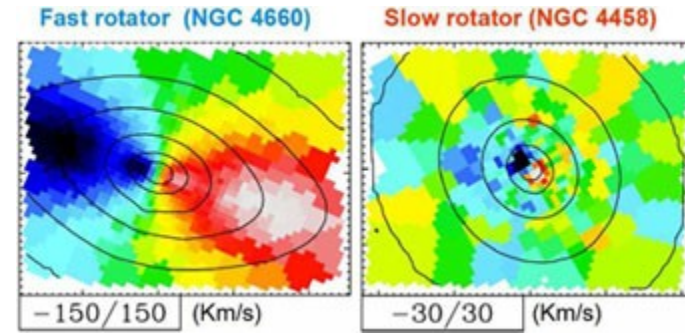 Fast rotator (NGC 4660)
Slow rotator (NGC 4458)
-150/150 (Km/s)
-30/30 (Km/s)